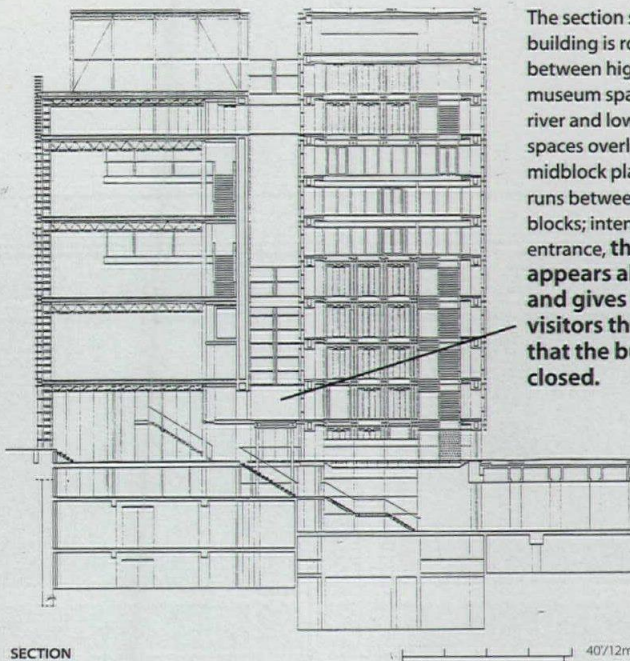 The section s
building is ro
between hig
museum spa
river and low
spaces overl
midblock pla
runs between
blocks; inter
entrance, th
appears al
and gives
visitors th
that the bu
closed.
SECTION
40'/12m